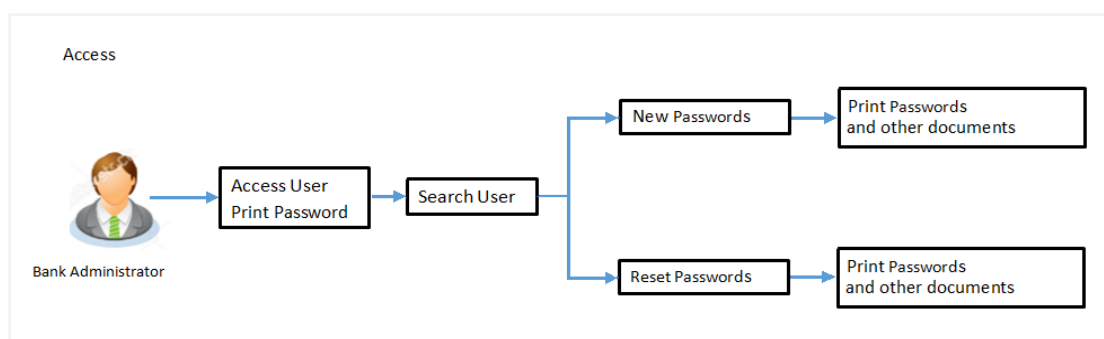 Access
Bank Administrator
Access User
Print Password
Search User
New Passwords
Print Passwords
and other documents
Reset Passwords
Print Passwords
and other documents